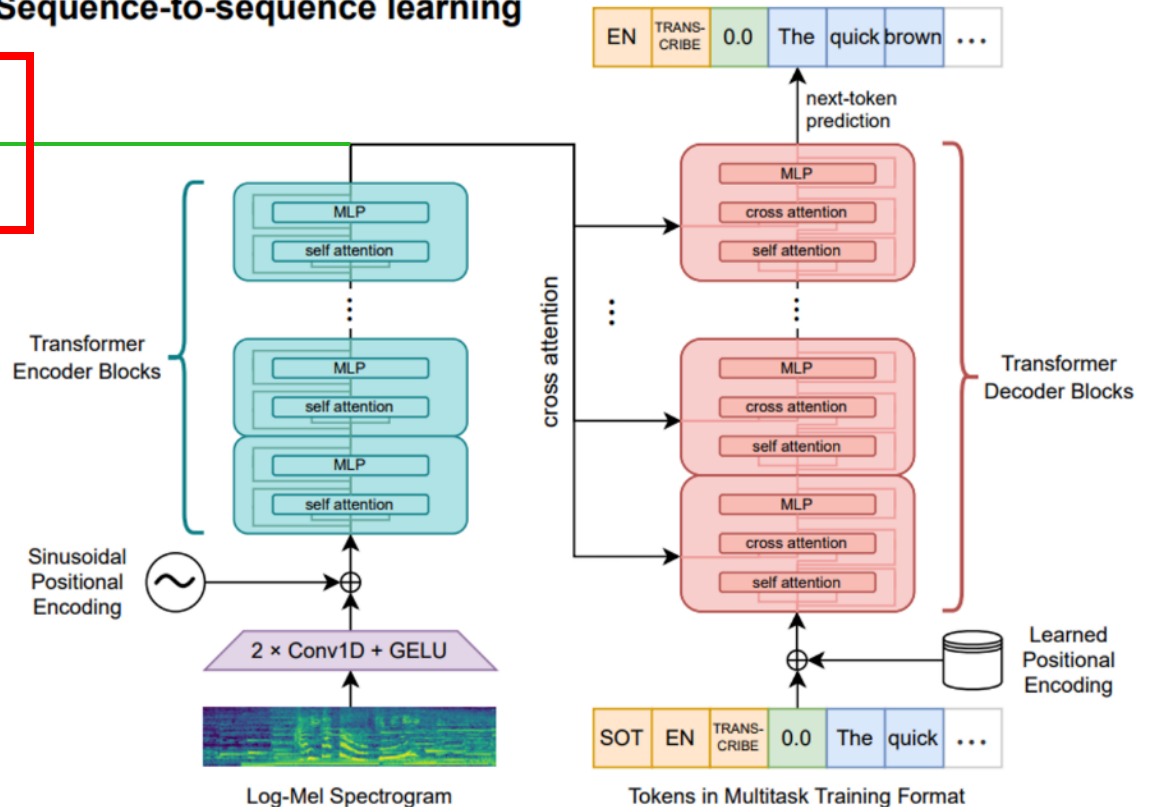 Sequence-to-sequence learning
EN TRANS-CRIBE 0.0 The quick brown ...
next-token
prediction
MLP
cross attention
self attention
MLP
self attention
cross attention
Transformer
Encoder Blocks
MLP
self attention
MLP
self attention
MLP
cross attention
self attention
MLP
cross attention
self attention
Transformer
Decoder Blocks
Sinusoidal
Positional
Encoding
2 × Conv1D + GELU
Learned
Positional
Encoding
SOT EN TRANS-CRIBE 0.0 The quick ...
Log-Mel Spectrogram
Tokens in Multitask Training Format